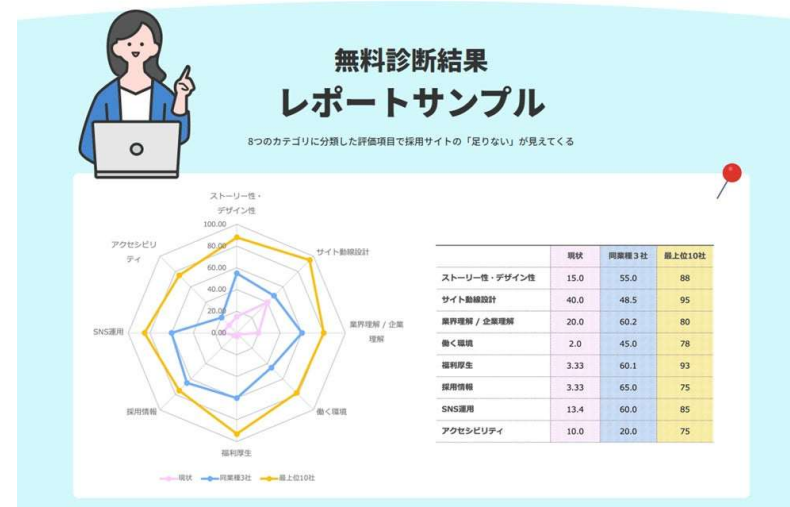 無料診断結果
レポートサンプル
8つのカテゴリに分類した評価項目で採用サイトの「足りない」が見えてくる
ストーリー性・
デザイン性
100.00
80.00
60.00
40.00
20.00
0.00
サイト動線設計
業界理解 / 企業
理解
働く環境
福利厚生
採用情報
SNS運用
アクセシビリ
ティ
現状 同業種3社 最上位10社
現状 同業種3社 最上位10社
ストーリー性・デザイン性 15.0 55.0 88
サイト動線設計 40.0 48.5 95
業界理解 / 企業理解 20.0 60.2 80
働く環境 2.0 45.0 78
福利厚生 3.33 60.1 93
採用情報 3.33 65.0 75
SNS運用 13.4 60.0 85
アクセシビリティ 10.0 20.0 75